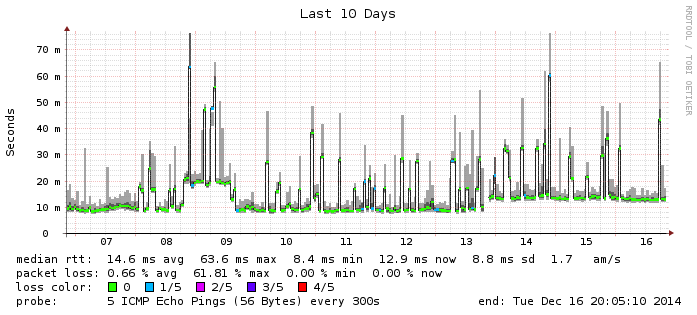 Last 10 Days
RRDTOOL / TOBI OETIKER
Seconds
70 m
60 m
50 m
40 m
30 m
20 m
10 m
0
07 08 09 10 11 12 13 14 15 16
median rtt: 14.6 ms avg 63.6 ms max 8.4 ms min 12.9 ms now 8.8 ms sd 1.7 am/s
packet loss: 0.66 % avg 61.81 % max 0.00 % min 0.00 % now
loss color: 0 1/5 2/5 3/5 4/5
probe: 5 ICMP Echo Pings (56 Bytes) every 300s end: Tue Dec 16 20:05:10 2014